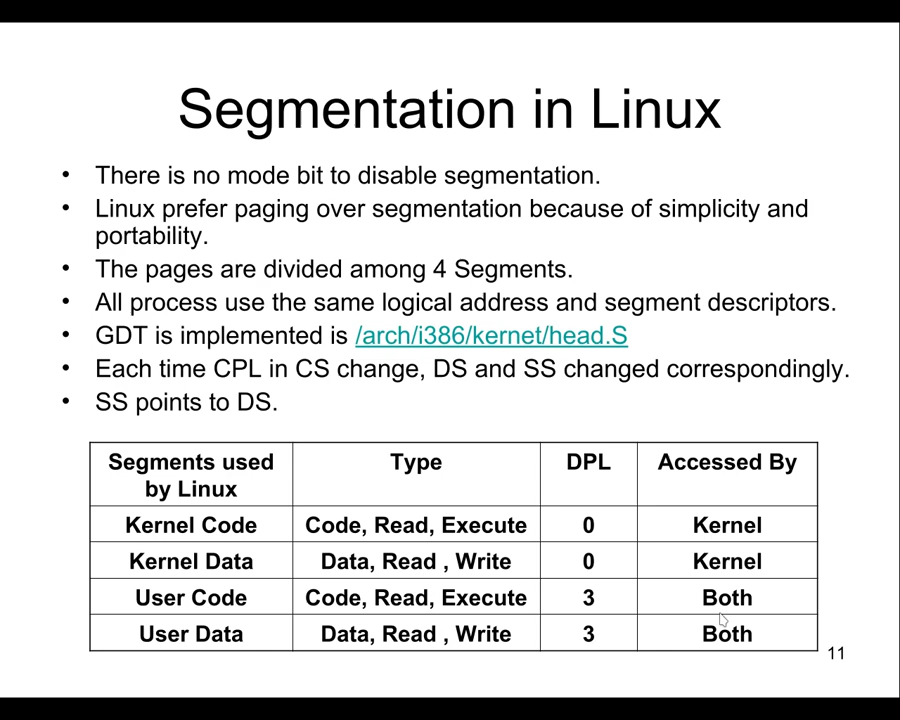 Segmentation in Linux
• There is no mode bit to disable segmentation.
• Linux prefer paging over segmentation because of simplicity and
portability.
• The pages are divided among 4 Segments.
• All process use the same logical address and segment descriptors.
• GDT is implemented is /arch/i386/kernet/head.S
• Each time CPL in CS change, DS and SS changed correspondingly.
• SS points to DS.
Segments used by Linux Type DPL Accessed By
Kernel Code Code, Read, Execute 0 Kernel
Kernel Data Data, Read , Write 0 Kernel
User Code Code, Read, Execute 3 Both
User Data Data, Read , Write 3 Both
11